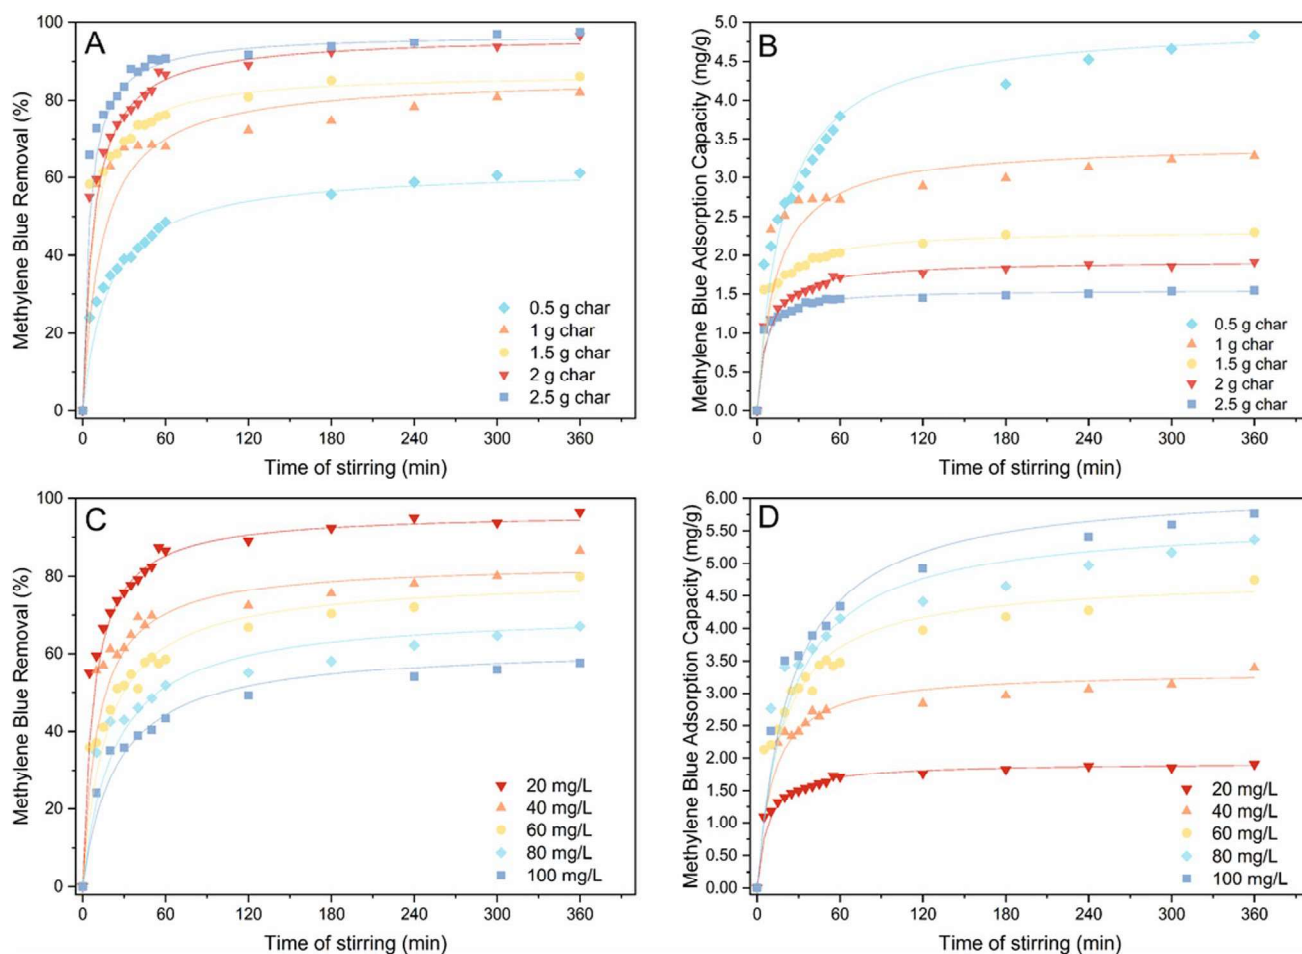 A
Methylene Blue Removal (%)
100
80
60
40
20
0
0 60 120 180 240 300 360
Time of stirring (min)
0.5 g char
1 g char
1.5 g char
2 g char
2.5 g char
B
Methylene Blue Adsorption Capacity (mg/g)
5.0
4.5
4.0
3.5
3.0
2.5
2.0
1.5
1.0
0.5
0.0
0 60 120 180 240 300 360
Time of stirring (min)
0.5 g char
1 g char
1.5 g char
2 g char
2.5 g char
C
Methylene Blue Removal (%)
100
80
60
40
20
0
0 60 120 180 240 300 360
Time of stirring (min)
20 mg/L
40 mg/L
60 mg/L
80 mg/L
100 mg/L
D
Methylene Blue Adsorption Capacity (mg/g)
6.00
5.75
5.00
4.50
4.00
3.50
3.00
2.50
2.00
1.50
1.00
0.50
0.00
0 60 120 180 240 300 360
Time of stirring (min)
20 mg/L
40 mg/L
60 mg/L
80 mg/L
100 mg/L